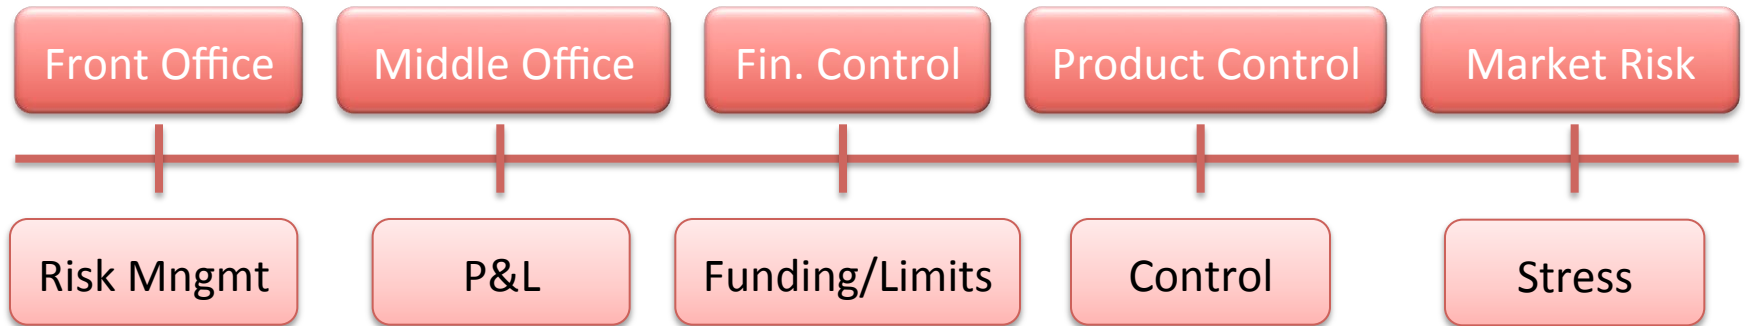 Front Office
Middle Office
Fin. Control
Product Control
Market Risk
Risk Mngmt
P&L
Funding/Limits
Control
Stress